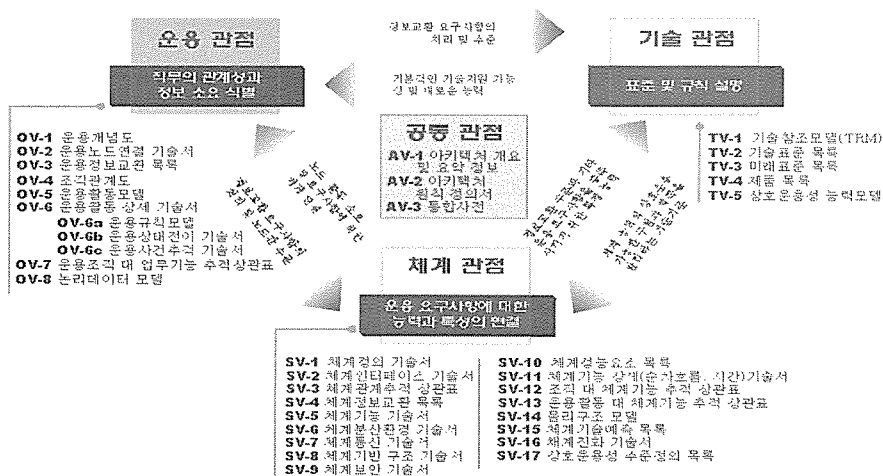 운용 관점
직무의 관계성과
정보 소요 식별
정보교환 요구사항의
처리 및 수준
기본적인 기술지원 가능
성 및 새로운 능력
기술 관점
표준 및 규칙 설명
OV-1 운용개념도
OV-2 운용노드연결 기술서
OV-3 운용정보교환 목록
OV-4 조직관계도
OV-5 운용활동모델
OV-6 운용활동 상세 기술서
OV-6a 운용규칙모델
OV-6b 운용상태전이 기술서
OV-6c 운용사건추적 기술서
OV-7 운용조직 대 업무기능 추적상관표
OV-8 논리데이터 모델
공통 관점
AV-1 아키텍처 개요
및 요약 정보
AV-2 아키텍처
원칙 정의서
AV-3 통합사전
TV-1 기술참조모델(TRM)
TV-2 기술표준 목록
TV-3 미래표준 목록
TV-4 제품 목록
TV-5 상호운용성 능력모델
정보교환 요구사항의
체계 관점
운용 요구사항에 대한
능력과 특성의 연결
SV-1 체계정의 기술서
SV-2 체계인터페이스 기술서
SV-3 체계관계추적 상관표
SV-4 체계정보교환 목록
SV-5 체계기능 기술서
SV-6 체계분산환경 기술서
SV-7 체계통신 기술서
SV-8 체계기반 구조 기술서
SV-9 체계보안 기술서
SV-10 체계성능요소 목록
SV-11 체계기능 상세(순차흐름, 시간)기술서
SV-12 조직 대 체계기능 추적 상관표
SV-13 운용활동 대 체계기능 추적 상관표
SV-14 물리구조 모델
SV-15 체계기술예측 목록
SV-16 체계진화 기술서
SV-17 상호운용성 수준정의 목록